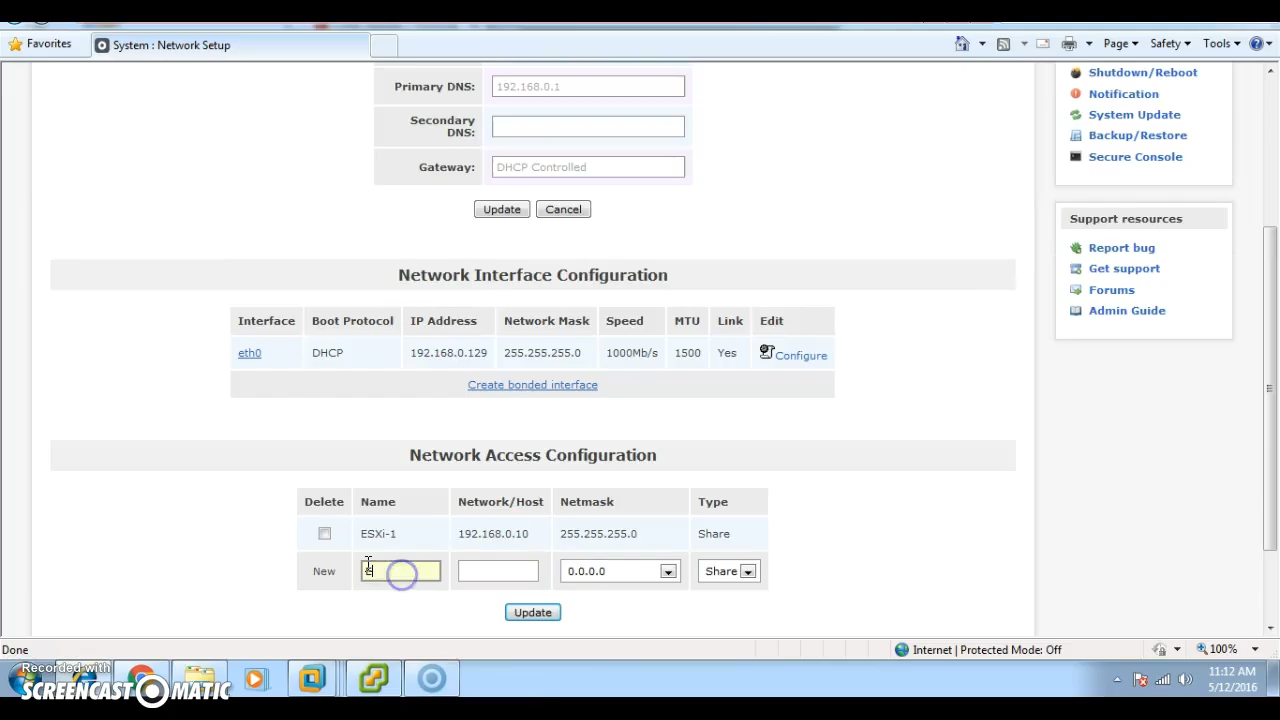 Favorites
System : Network Setup
Page
Safety
Tools
Primary DNS:
192.168.0.1
Secondary
DNS:
Gateway:
DHCP Controlled
Update
Cancel
Shutdown/Reboot
Notification
System Update
Backup/Restore
Secure Console
Support resources
Report bug
Get support
Forums
Admin Guide
Network Interface Configuration
Interface Boot Protocol IP Address Network Mask Speed MTU Link Edit
eth0 DHCP 192.168.0.129 255.255.255.0 1000Mb/s 1500 Yes Configure
Create bonded interface
Network Access Configuration
Delete Name Network/Host Netmask Type
ESXi-1 192.168.0.10 255.255.255.0 Share
New 0.0.0.0 Share
Update
Done
Internet | Protected Mode: Off
100%
Recorded with
SCREENCAST MATIC
11:12 AM
5/12/2016